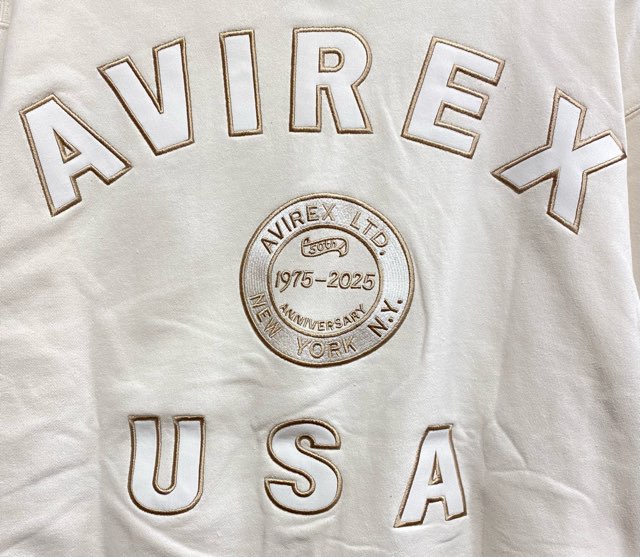 AVIREX
AVIREX LTD.
50th
1975-2025
ANNIVERSARY
NEW YORK N.Y.
USA